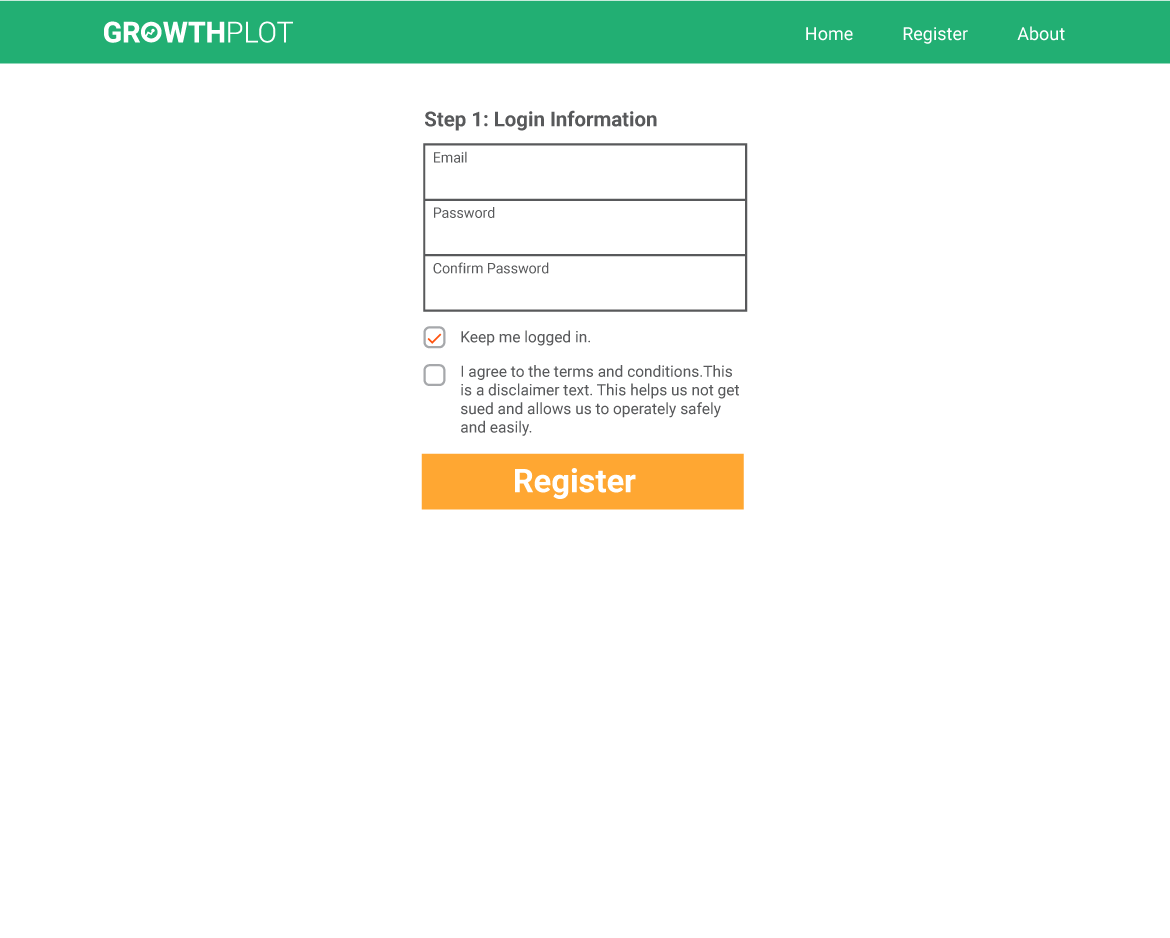 GROWTHPLOT
Home
Register
About
Step 1: Login Information
Email
Password
Confirm Password
Keep me logged in.
I agree to the terms and conditions.This
is a disclaimer text. This helps us not get
sued and allows us to operately safely
and easily.
Register